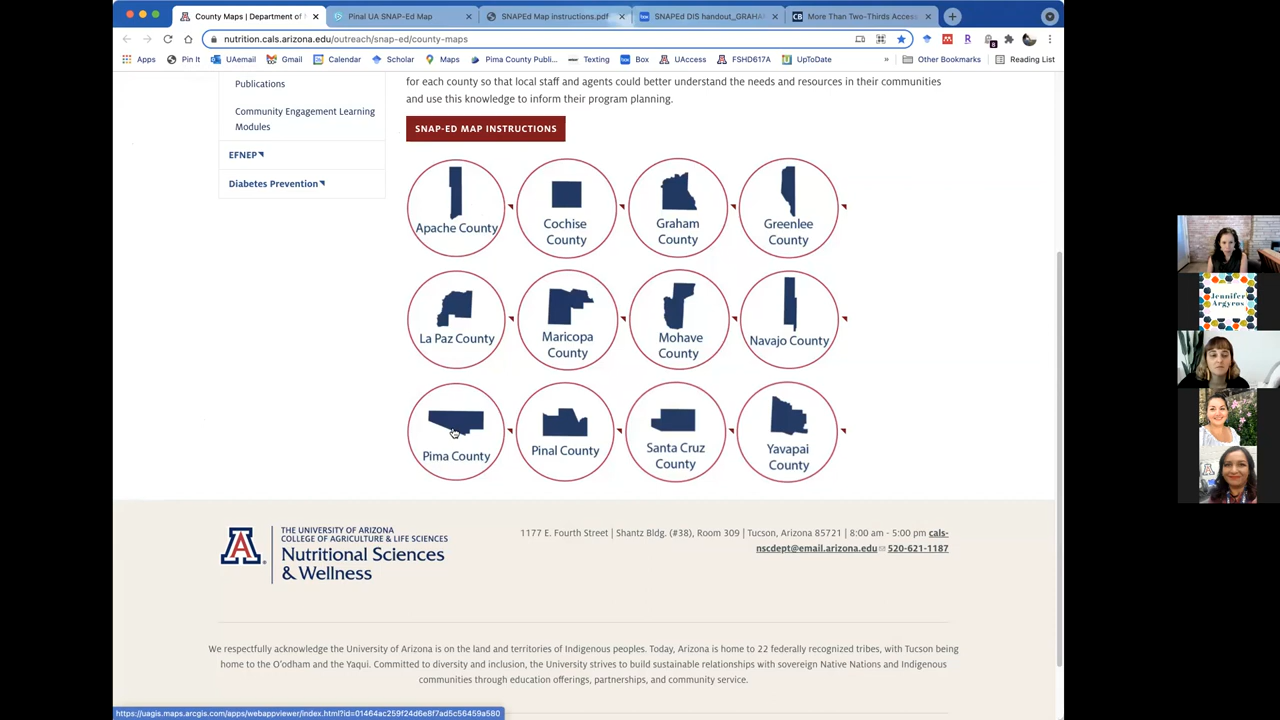 County Maps | Department of
Pinal UA SNAP-Ed Map
SNAPEd Map instructions.pdf
SNAPEd DIS handout_GRAHAM
More Than Two-Thirds Access
nutrition.cals.arizona.edu/outreach/snap-ed/county-maps
Apps
Pin It
UAemail
Gmail
Calendar
Scholar
Maps
Pima County Publi...
Texting
Box
UAccess
FSHD617A
UpToDate
»
Other Bookmarks
Reading List
Publications
Community Engagement Learning
Modules
EFNEP
Diabetes Prevention
for each county so that local staff and agents could better understand the needs and resources in their communities
and use this knowledge to inform their program planning.
SNAP-ED MAP INSTRUCTIONS
Apache County
Cochise
County
Graham
County
Greenlee
County
La Paz County
Maricopa
County
Mohave
County
Navajo County
Pima County
Pinal County
Santa Cruz
County
Yavapai
County
THE UNIVERSITY OF ARIZONA
COLLEGE OF AGRICULTURE & LIFE SCIENCES
Nutritional Sciences
& Wellness
1177 E. Fourth Street | Shantz Bldg. (#38), Room 309 | Tucson, Arizona 85721 | 8:00 am - 5:00 pm cals-
nscdept@email.arizona.edu 520-621-1187
We respectfully acknowledge the University of Arizona is on the land and territories of Indigenous peoples. Today, Arizona is home to 22 federally recognized tribes, with Tucson being
home to the O'odham and the Yaqui. Committed to diversity and inclusion, the University strives to build sustainable relationships with sovereign Native Nations and Indigenous
communities through education offerings, partnerships, and community service.
https://uagis.maps.arcgis.com/apps/webappviewer/index.html?id=01464ac259f24d6e8f7ad5c56459a580
Jennifer
Argyros